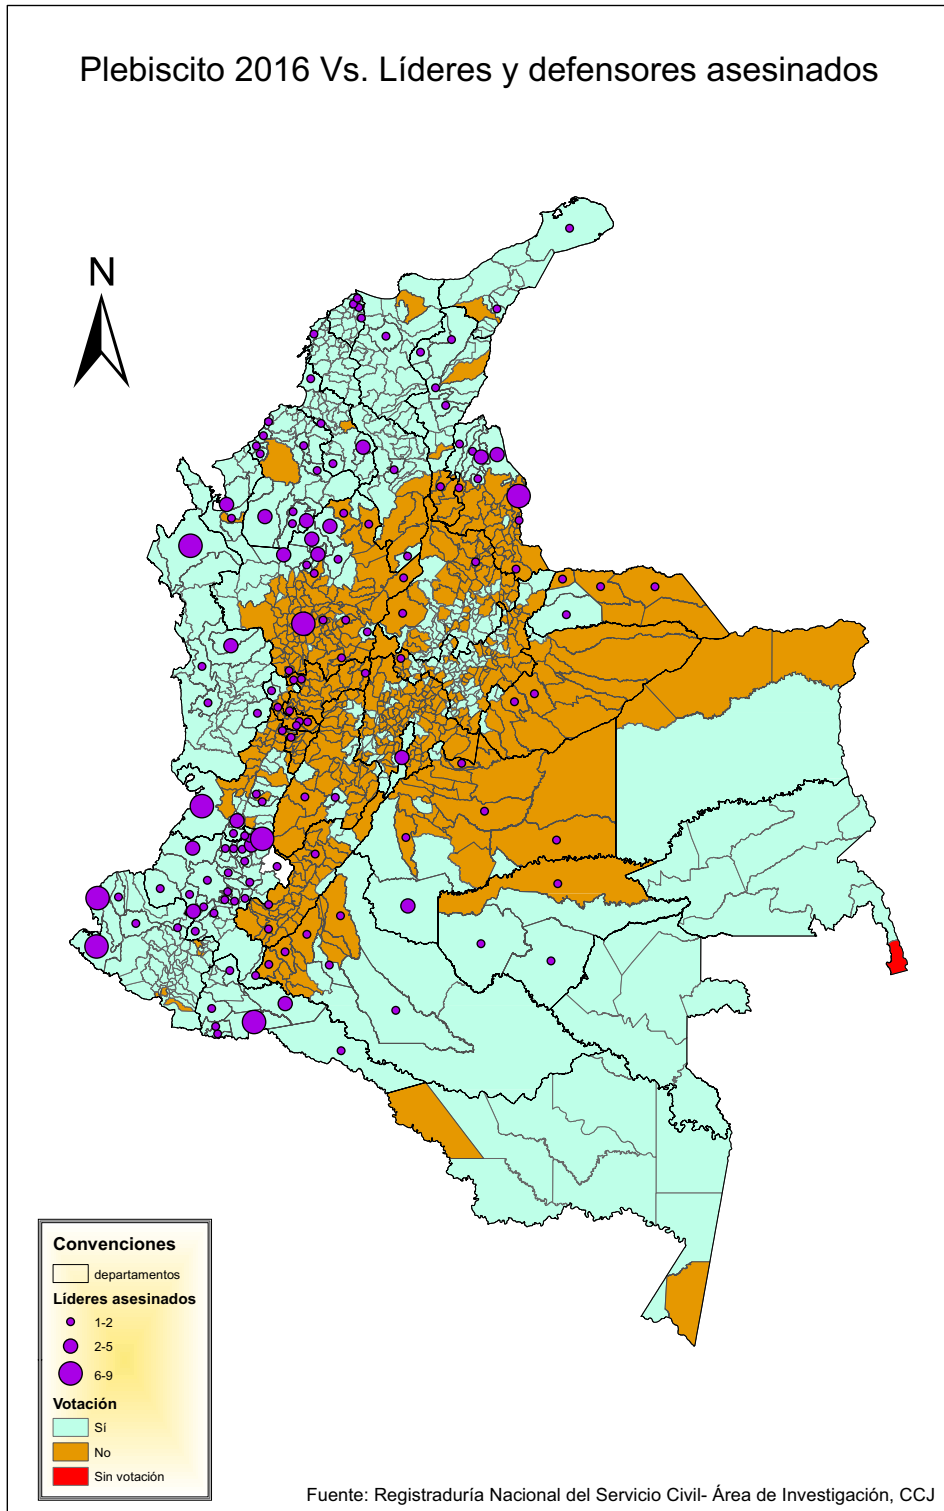 Plebiscito 2016 Vs. Líderes y defensores asesinados
N
Convenciones
departamentos
Líderes asesinados
1-2
2-5
6-9
Votación
Sí
No
Sin votación
Fuente: Registraduría Nacional del Servicio Civil- Área de Investigación, CCJ